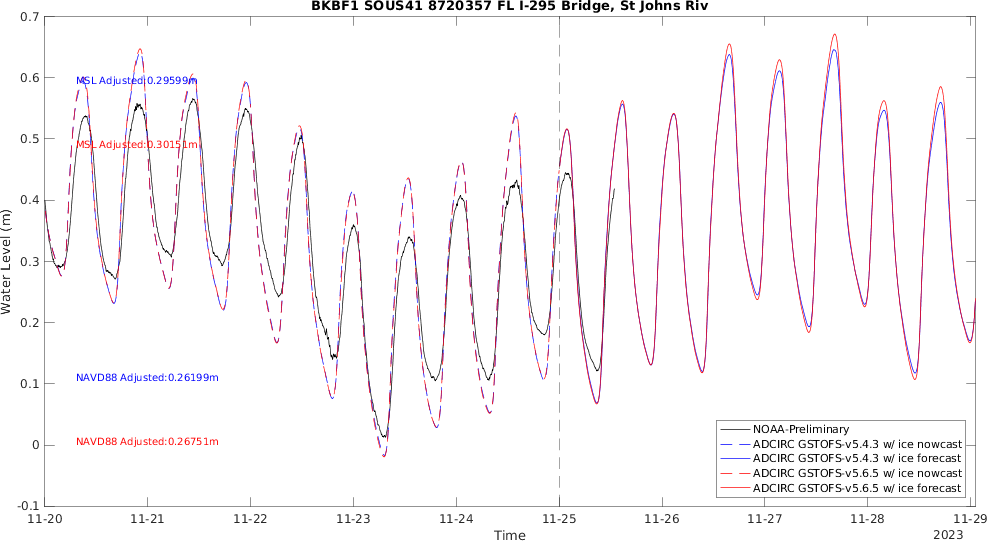 BKBF1 SOUS41 8720357 FL I-295 Bridge, St Johns Riv
0.7
0.6
0.5
0.4
0.3
0.2
0.1
0
-0.1
Water Level (m)
MSL Adjusted:0.29599m
MSL Adjusted:0.30151m
NAVD88 Adjusted:0.26199m
NAVD88 Adjusted:0.26751m
NOAA-Preliminary
ADCIRC GSTOFS-v5.4.3 w/ ice nowcast
ADCIRC GSTOFS-v5.4.3 w/ ice forecast
ADCIRC GSTOFS-v5.6.5 w/ ice nowcast
ADCIRC GSTOFS-v5.6.5 w/ ice forecast
11-20 11-21 11-22 11-23 11-24 11-25 11-26 11-27 11-28 11-29
Time
2023